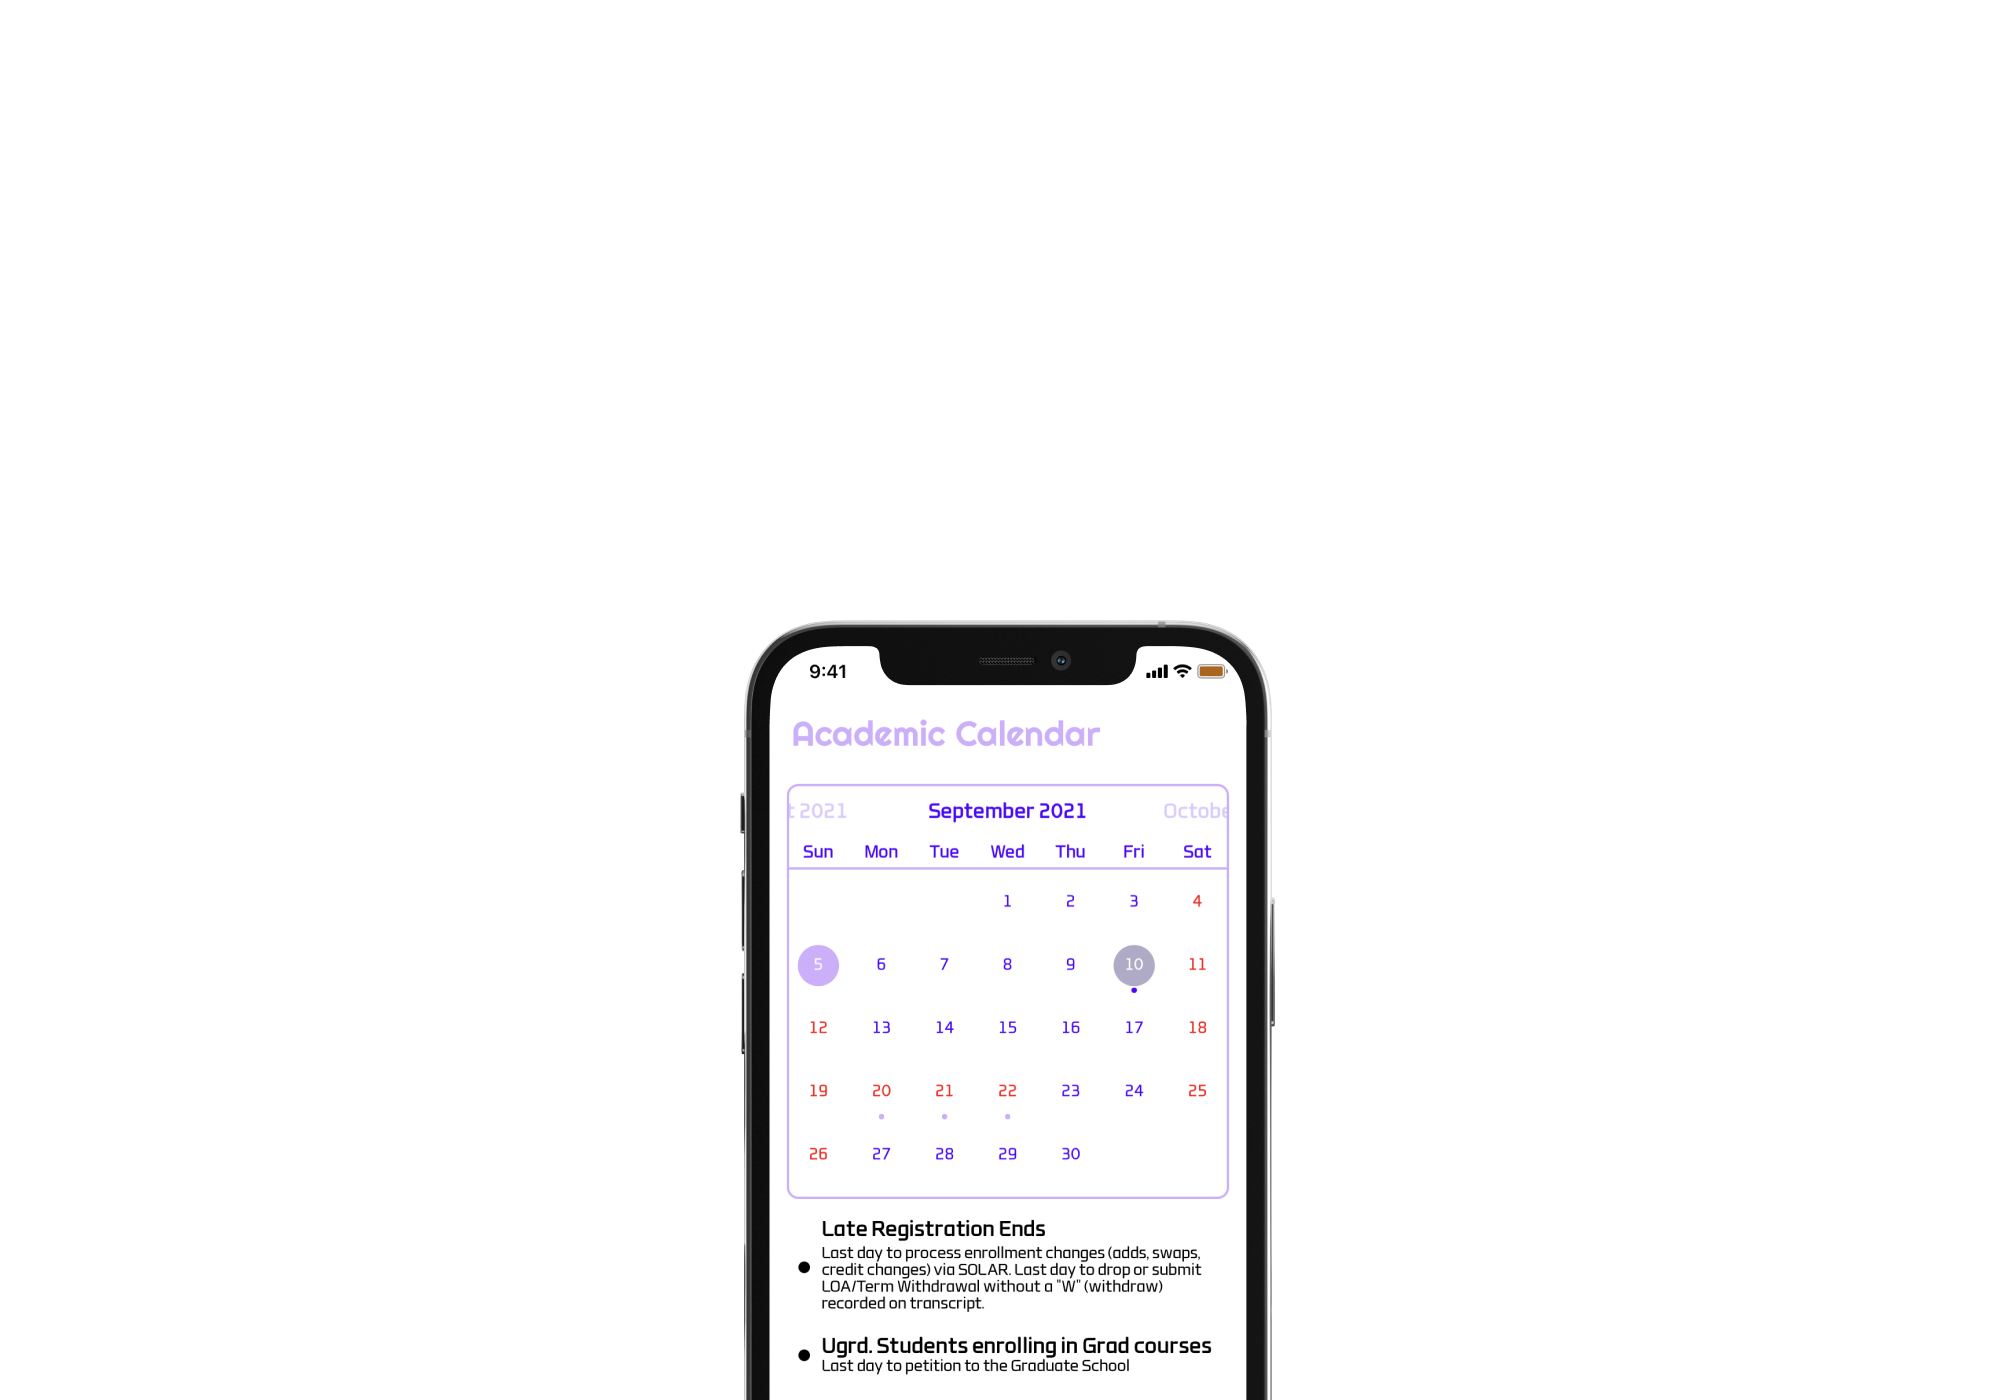 9:41
Academic Calendar
t 2021 September 2021 Octobe
Sun Mon Tue Wed Thu Fri Sat
1 2 3 4
5 6 7 8 9 10 11
12 13 14 15 16 17 18
19 20 21 22 23 24 25
26 27 28 29 30
Late Registration Ends
Last day to process enrollment changes (adds, swaps,
credit changes) via SOLAR. Last day to drop or submit
LOA/Term Withdrawal without a "W" (withdraw)
recorded on transcript.
Ugrd. Students enrolling in Grad courses
Last day to petition to the Graduate School